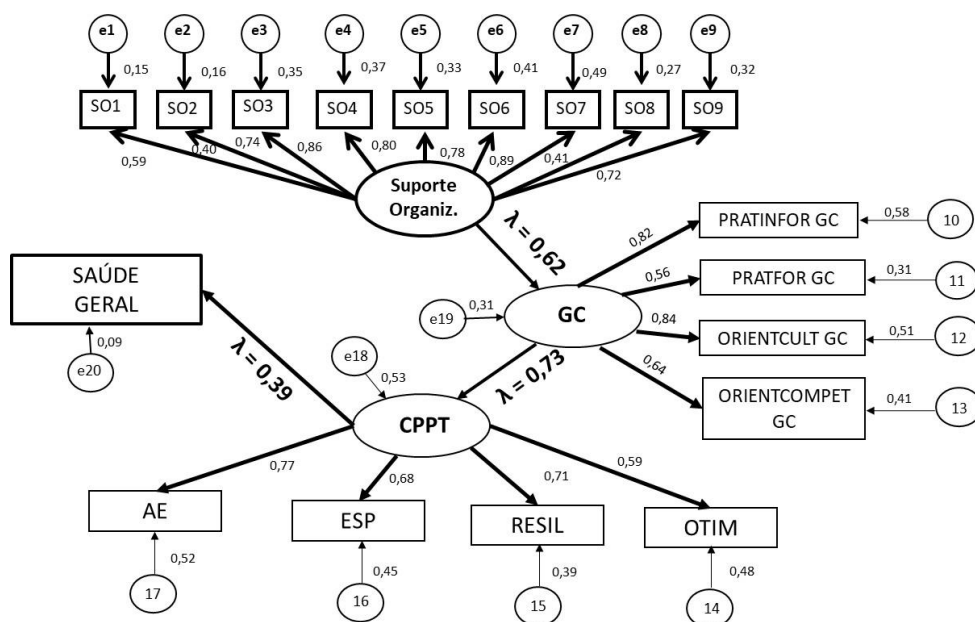 e1 e2 e3 e4 e5 e6 e7 e8 e9
0,15 0,16 0,35 0,37 0,33 0,41 0,49 0,27 0,32
SO1 SO2 SO3 SO4 SO5 SO6 SO7 SO8 SO9
0,59 0,40 0,74 0,86 0,80 0,78 0,89 0,41 0,72
Suporte
Organiz.
λ = 0,62
PRATINFOR GC
0,58
10
0,82
SAÚDE
GERAL
PRATFOR GC
0,31
11
0,56
e19
0,31
GC
0,84
ORIENTCULT GC
0,51
12
0,09
e20
λ = 0,39
e18
0,53
λ = 0,73
0,64
ORIENTCOMPET
GC
0,41
13
CPPT
0,77
0,68
0,71
0,59
AE
ESP
RESIL
OTIM
0,52
0,45
0,39
0,48
17
16
15
14